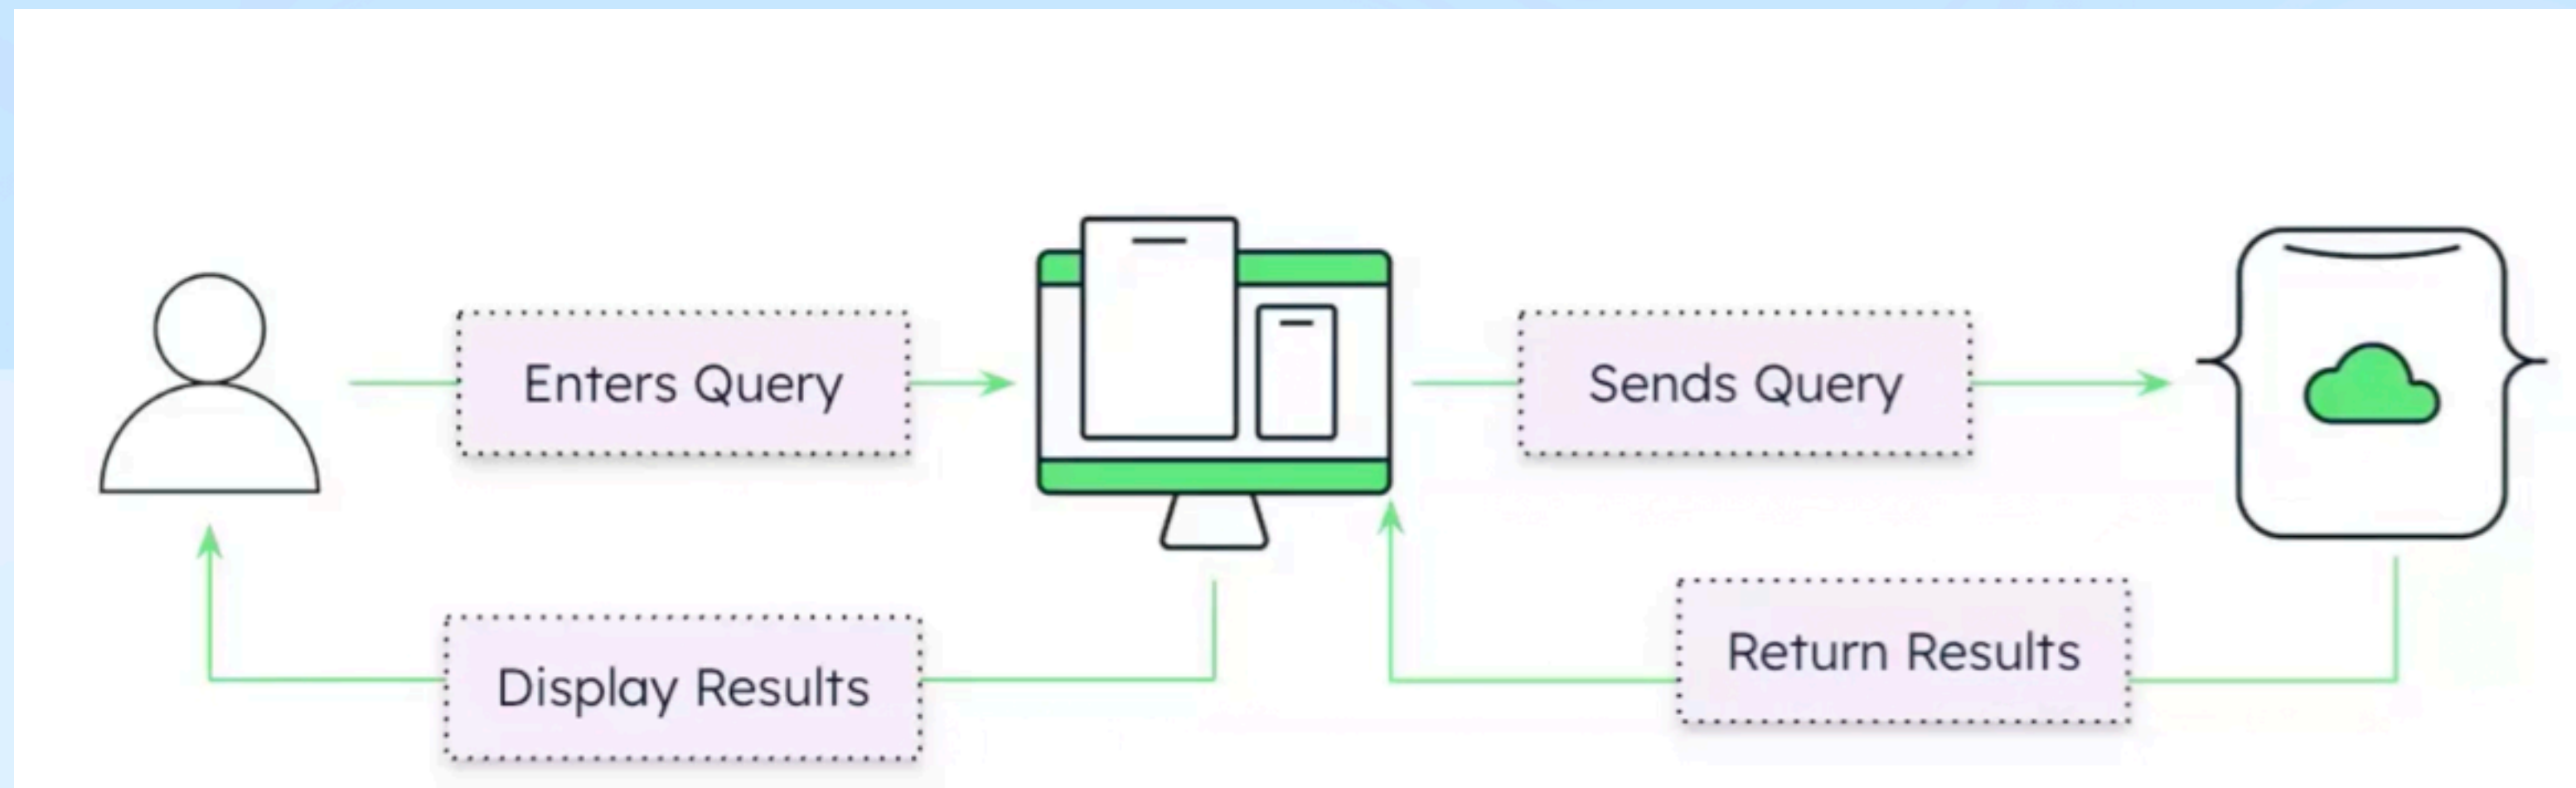 Enters Query
Sends Query
Return Results
Display Results